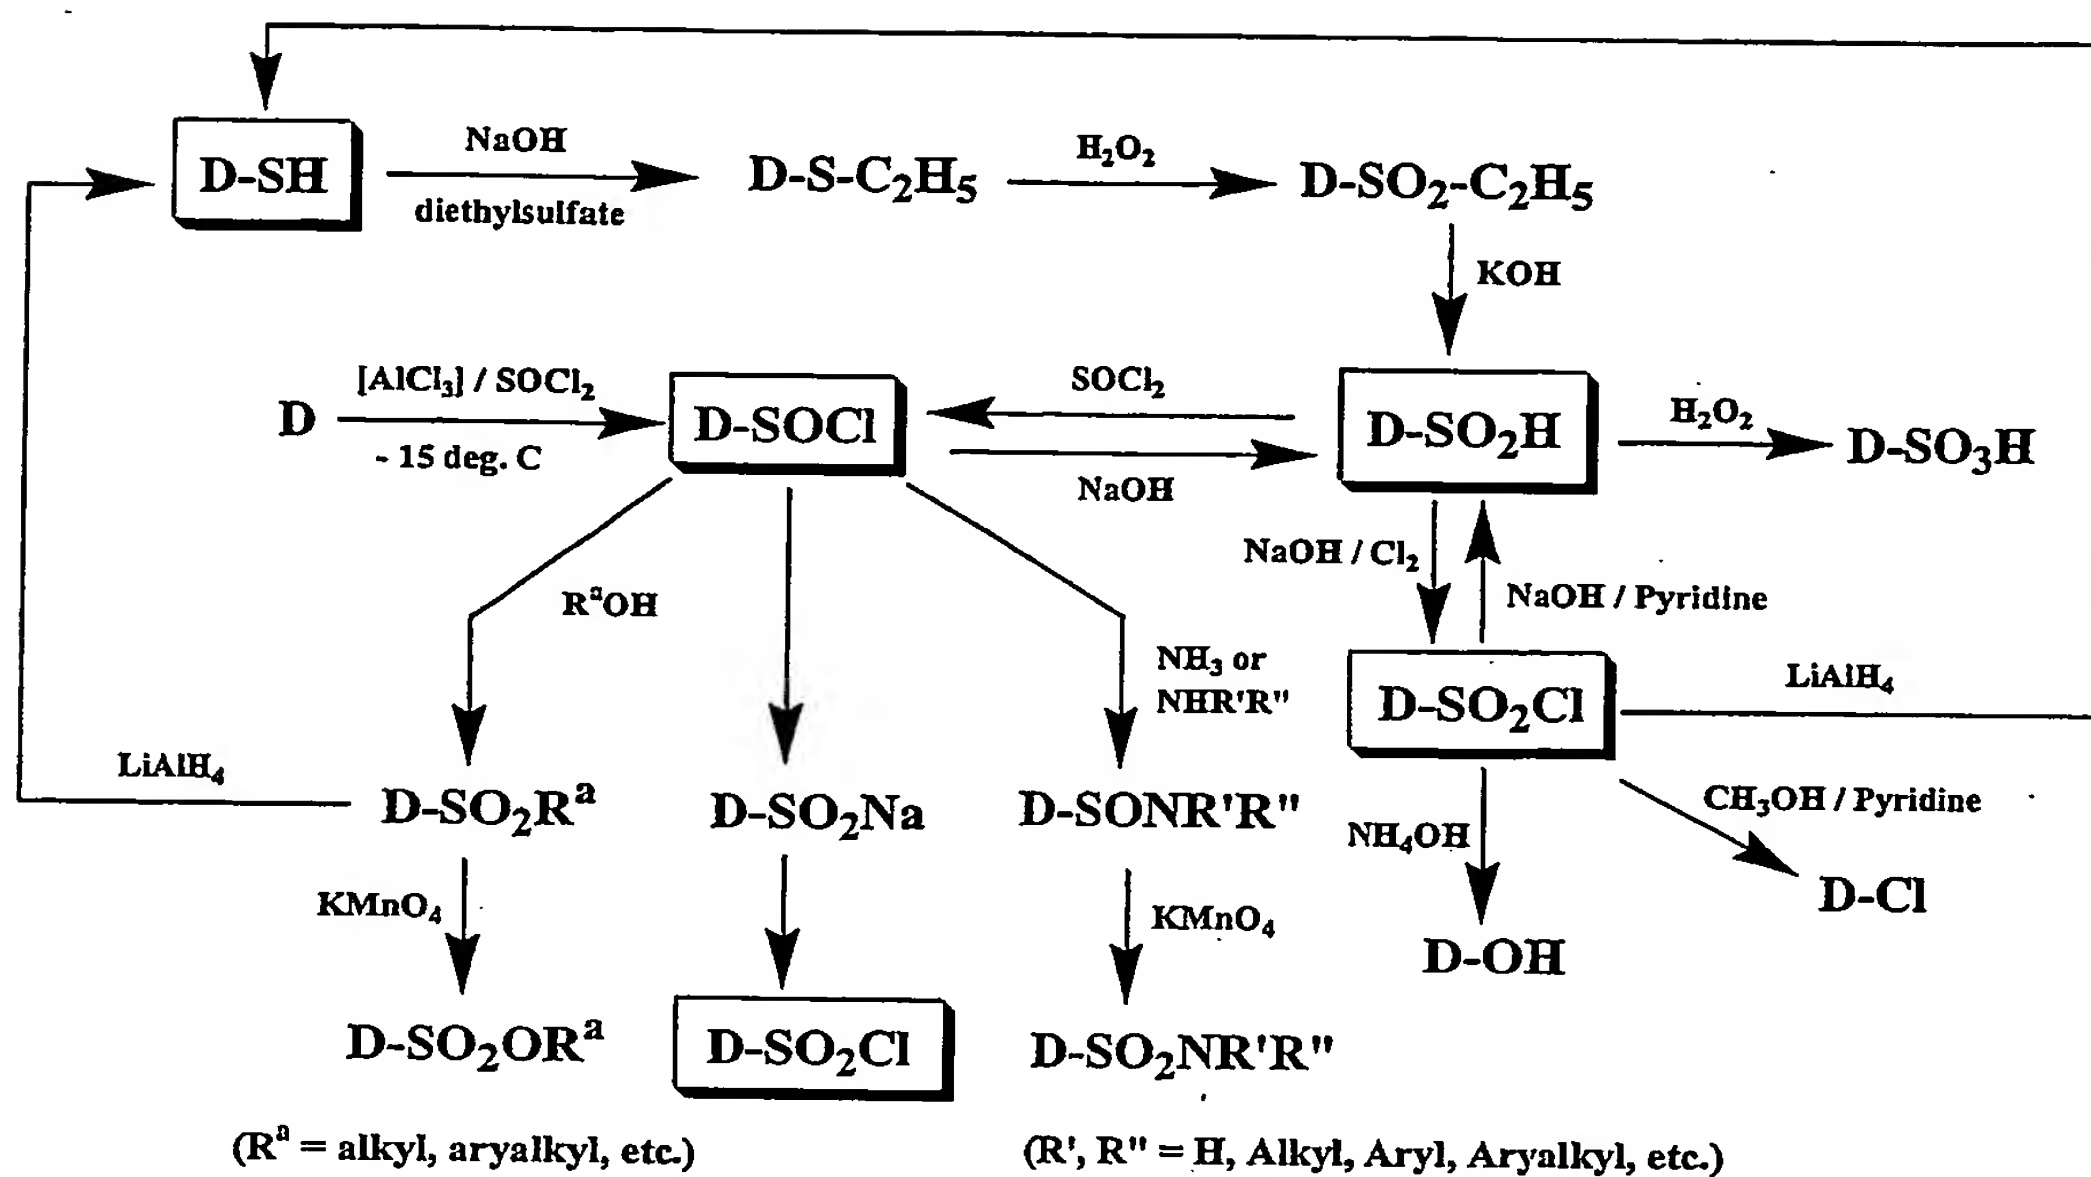 D-SH
NaOH
diethylsulfate
D-S-C₂H₅
H₂O₂
D-SO₂-C₂H₅
KOH
D
[AlCl₃] / SOCl₂
- 15 deg. C
D-SOCl
SOCl₂
NaOH
D-SO₂H
H₂O₂
D-SO₃H
NaOH / Cl₂
NaOH / Pyridine
RᵃOH
NH₃ or
NHR'R"
D-SO₂Cl
LiAlH₄
LiAlH₄
D-SO₂Rᵃ
D-SO₂Na
D-SONR'R"
NH₄OH
CH₃OH / Pyridine
D-Cl
KMnO₄
KMnO₄
D-OH
D-SO₂ORᵃ
D-SO₂Cl
D-SO₂NR'R"
(Rᵃ = alkyl, aryalkyl, etc.)
(R', R" = H, Alkyl, Aryl, Aryalkyl, etc.)